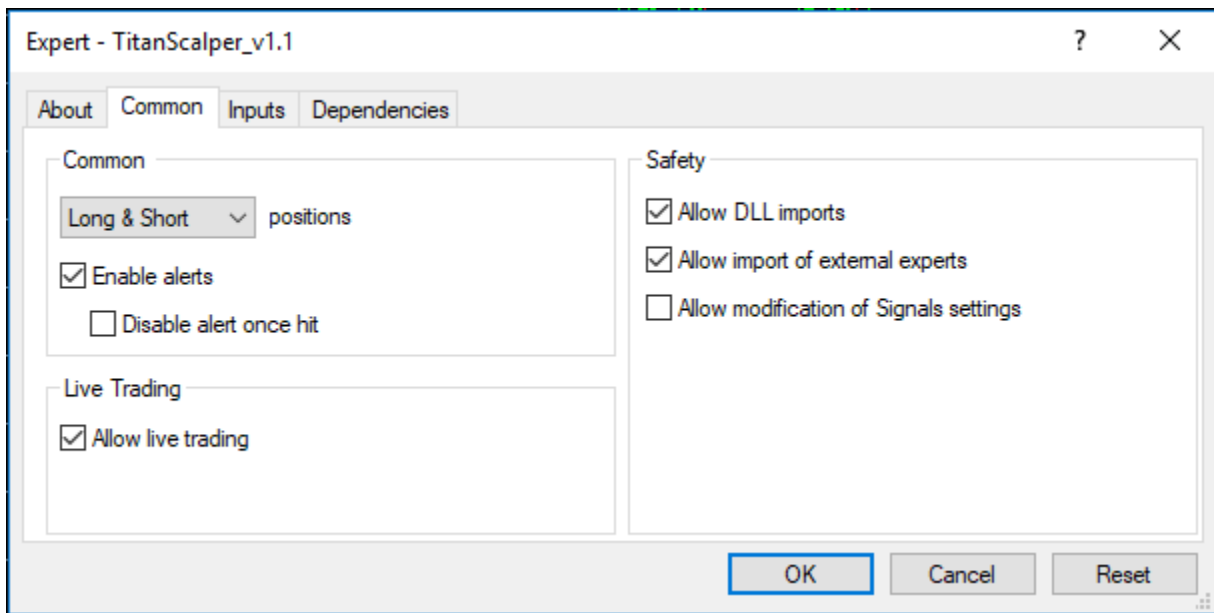 Expert - TitanScalper_v1.1
?
About Common Inputs Dependencies
Common
Long & Short positions
Enable alerts
Disable alert once hit
Live Trading
Allow live trading
Safety
Allow DLL imports
Allow import of external experts
Allow modification of Signals settings
OK Cancel Reset